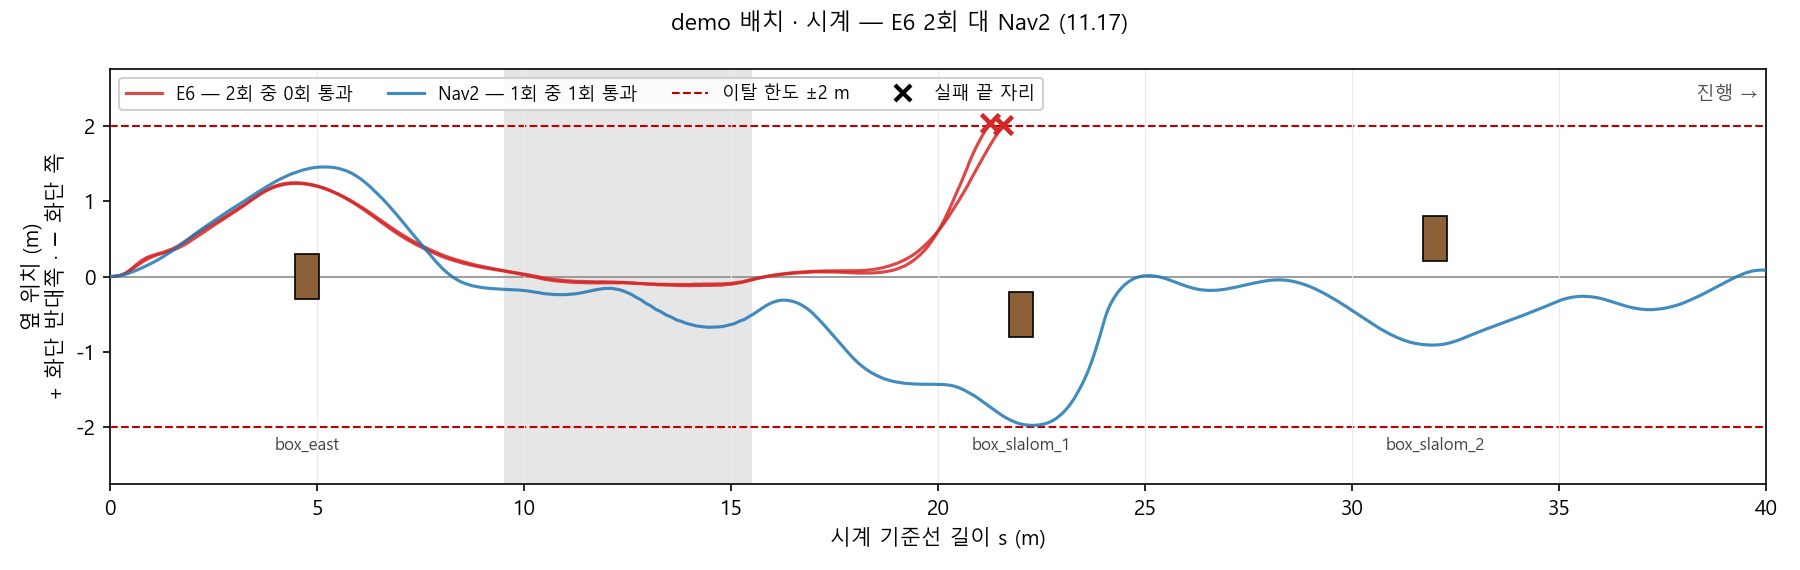 demo 배치 · 시계 — E6 2회 대 Nav2 (11.17)
E6 — 2회 중 0회 통과
Nav2 — 1회 중 1회 통과
이탈 한도 ±2 m
실패 끝 자리
진행 →
옆 위치 (m)
+ 화단 반대쪽 · − 화단 쪽
2
1
0
-1
-2
box_east
box_slalom_1
box_slalom_2
0 5 10 15 20 25 30 35 40
시계 기준선 길이 s (m)